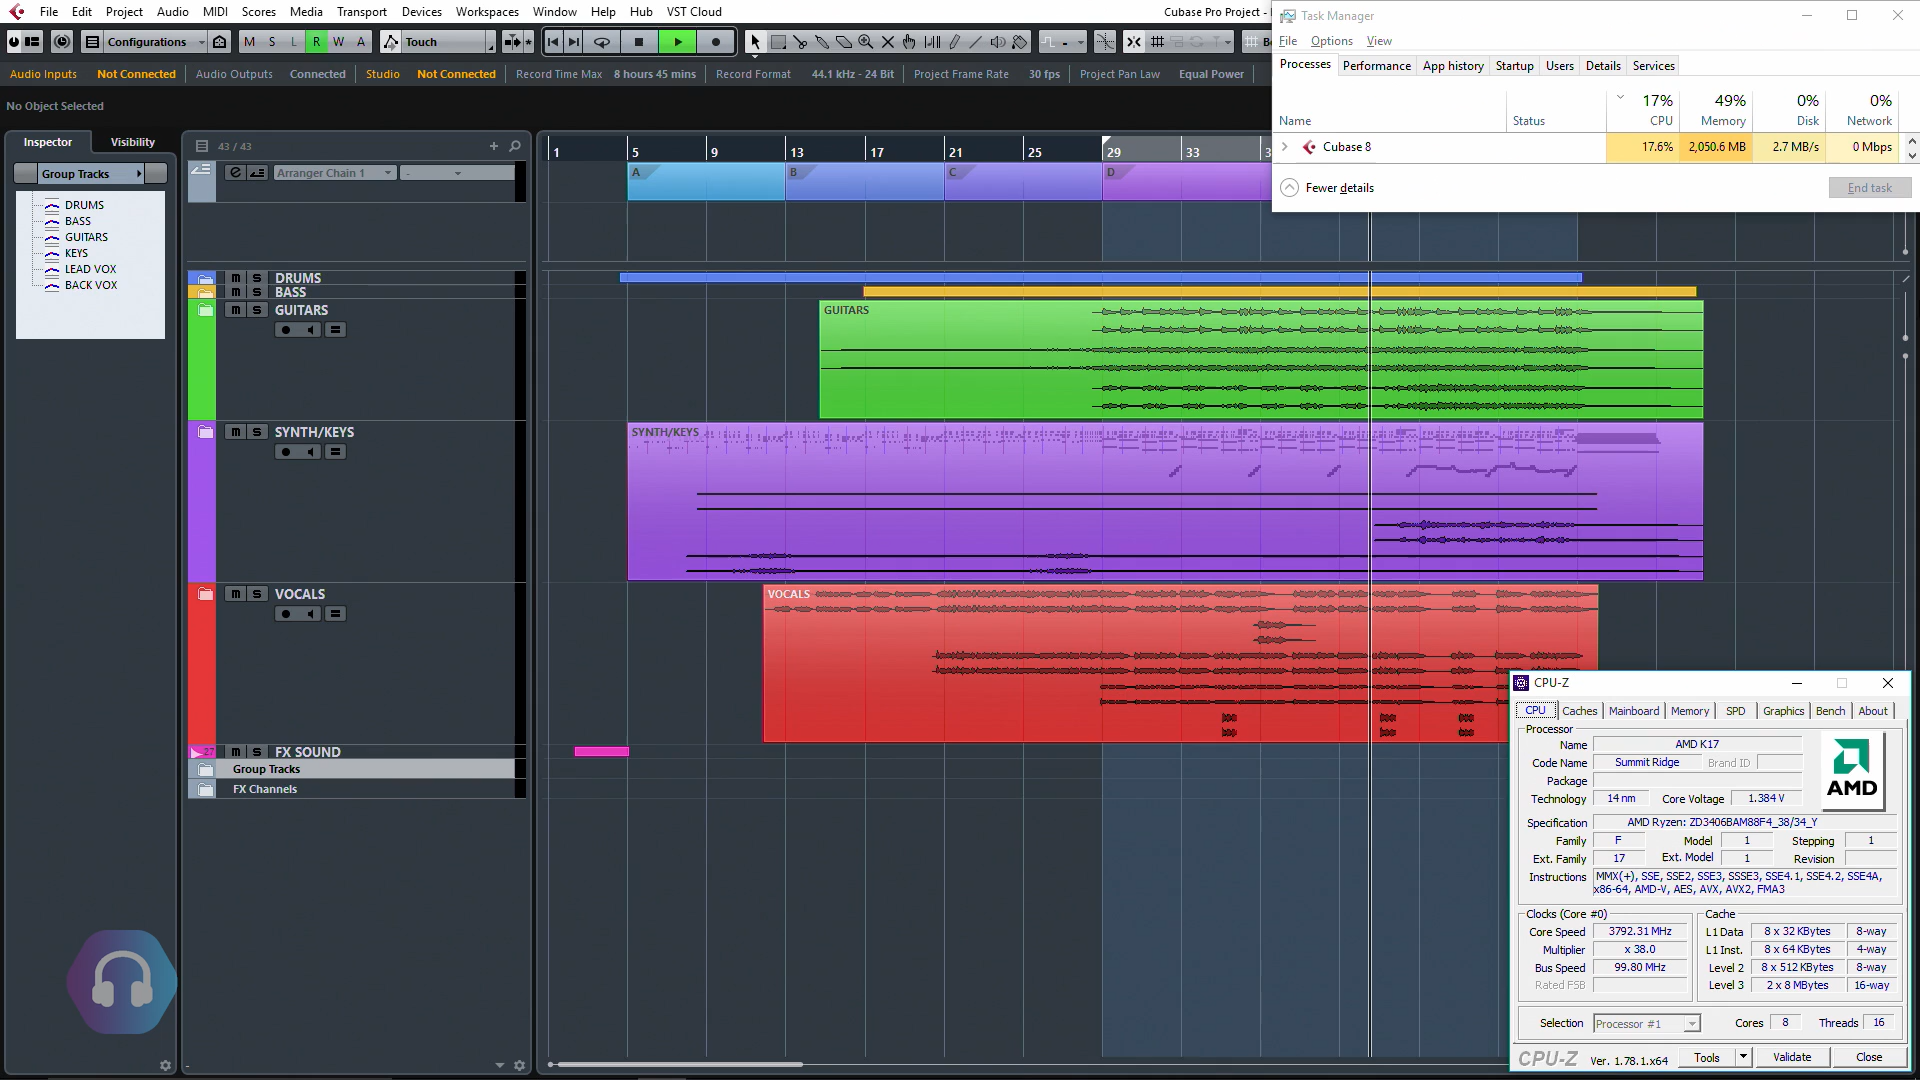 File Edit Project Audio MIDI Scores Media Transport Devices Workspaces Window Help Hub VST Cloud
Cubase Pro Project -
Configurations M S L R W A Touch
Audio Inputs Not Connected Audio Outputs Connected Studio Not Connected Record Time Max 8 hours 45 mins Record Format 44.1 kHz - 24 Bit Project Frame Rate 30 fps Project Pan Law Equal Power
No Object Selected
Inspector Visibility
Group Tracks
DRUMS
BASS
GUITARS
KEYS
LEAD VOX
BACK VOX
43 / 43
Arranger Chain 1
m S DRUMS
m S BASS
m S GUITARS
m S SYNTH/KEYS
m S VOCALS
27 m S FX SOUND
Group Tracks
FX Channels
1 5 9 13 17 21 25 29 33 3
A B C D
GUITARS
SYNTH/KEYS
VOCALS
Task Manager
File Options View
Processes Performance App history Startup Users Details Services
17% 49% 0% 0%
Name Status CPU Memory Disk Network
Cubase 8 17.6% 2,050.6 MB 2.7 MB/s 0 Mbps
Fewer details End task
CPU-Z
CPU Caches Mainboard Memory SPD Graphics Bench About
Processor
Name AMD K17
Code Name Summit Ridge Brand ID
Package
Technology 14 nm Core Voltage 1.384 V
AMD
Specification AMD Ryzen: ZD3406BAM88F4_38/34_Y
Family F Model 1 Stepping 1
Ext. Family 17 Ext. Model 1 Revision
Instructions MMX(+), SSE, SSE2, SSE3, SSSE3, SSE4.1, SSE4.2, SSE4A,
x86-64, AMD-V, AES, AVX, AVX2, FMA3
Clocks (Core #0) Cache
Core Speed 3792.31 MHz L1 Data 8 x 32 KBytes 8-way
Multiplier x 38.0 L1 Inst. 8 x 64 KBytes 4-way
Bus Speed 99.80 MHz Level 2 8 x 512 KBytes 8-way
Rated FSB Level 3 2 x 8 MBytes 16-way
Selection Processor #1 Cores 8 Threads 16
CPU-Z Ver. 1.78.1.x64 Tools Validate Close